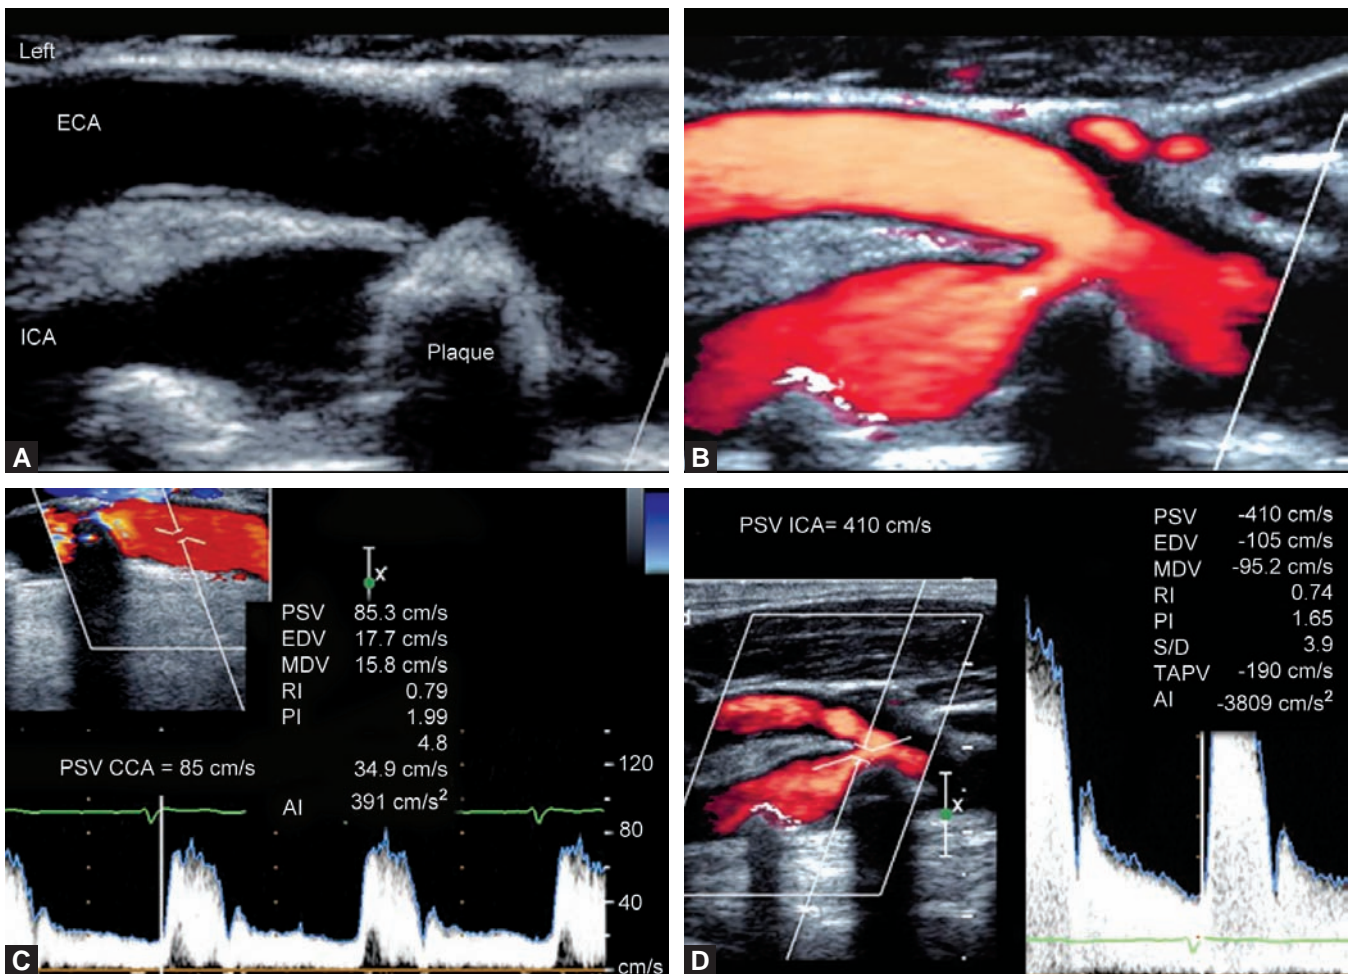 Left
ECA
ICA
Plaque
A
B
PSV 85.3 cm/s
EDV 17.7 cm/s
MDV 15.8 cm/s
RI 0.79
PI 1.99
4.8
34.9 cm/s
AI 391 cm/s²
x
PSV CCA = 85 cm/s
120
80
40
cm/s
C
PSV ICA= 410 cm/s
PSV -410 cm/s
EDV -105 cm/s
MDV -95.2 cm/s
RI 0.74
PI 1.65
S/D 3.9
TAPV -190 cm/s
AI -3809 cm/s²
x
D